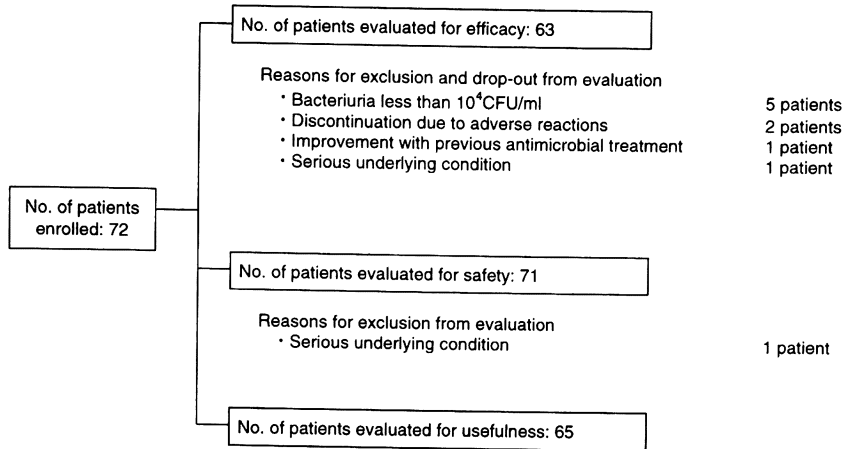 No. of patients evaluated for efficacy: 63
Reasons for exclusion and drop-out from evaluation
・Bacteriuria less than 10⁴CFU/ml 5 patients
・Discontinuation due to adverse reactions 2 patients
・Improvement with previous antimicrobial treatment 1 patient
・Serious underlying condition 1 patient
No. of patients
enrolled: 72
No. of patients evaluated for safety: 71
Reasons for exclusion from evaluation
・Serious underlying condition 1 patient
No. of patients evaluated for usefulness: 65